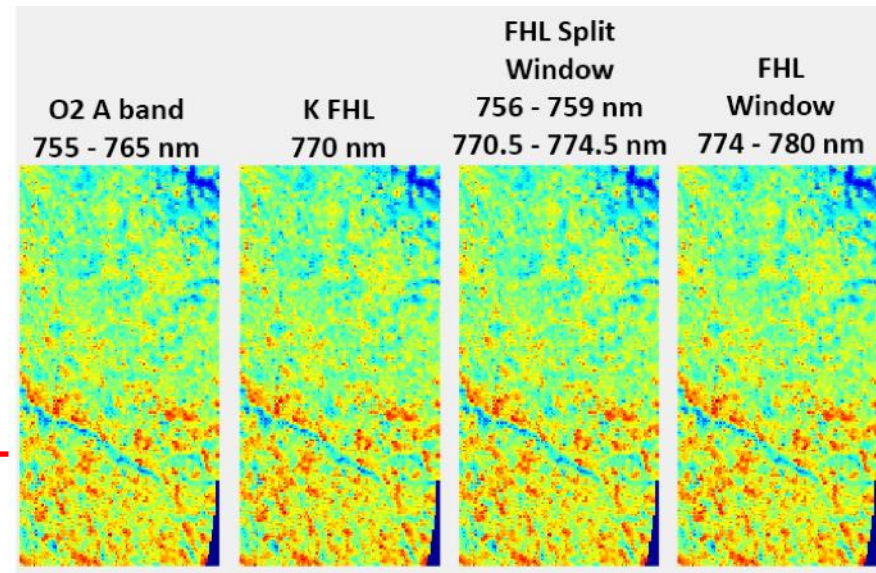 O2 A band
755 - 765 nm
K FHL
770 nm
FHL Split
Window
756 - 759 nm
770.5 - 774.5 nm
FHL
Window
774 - 780 nm